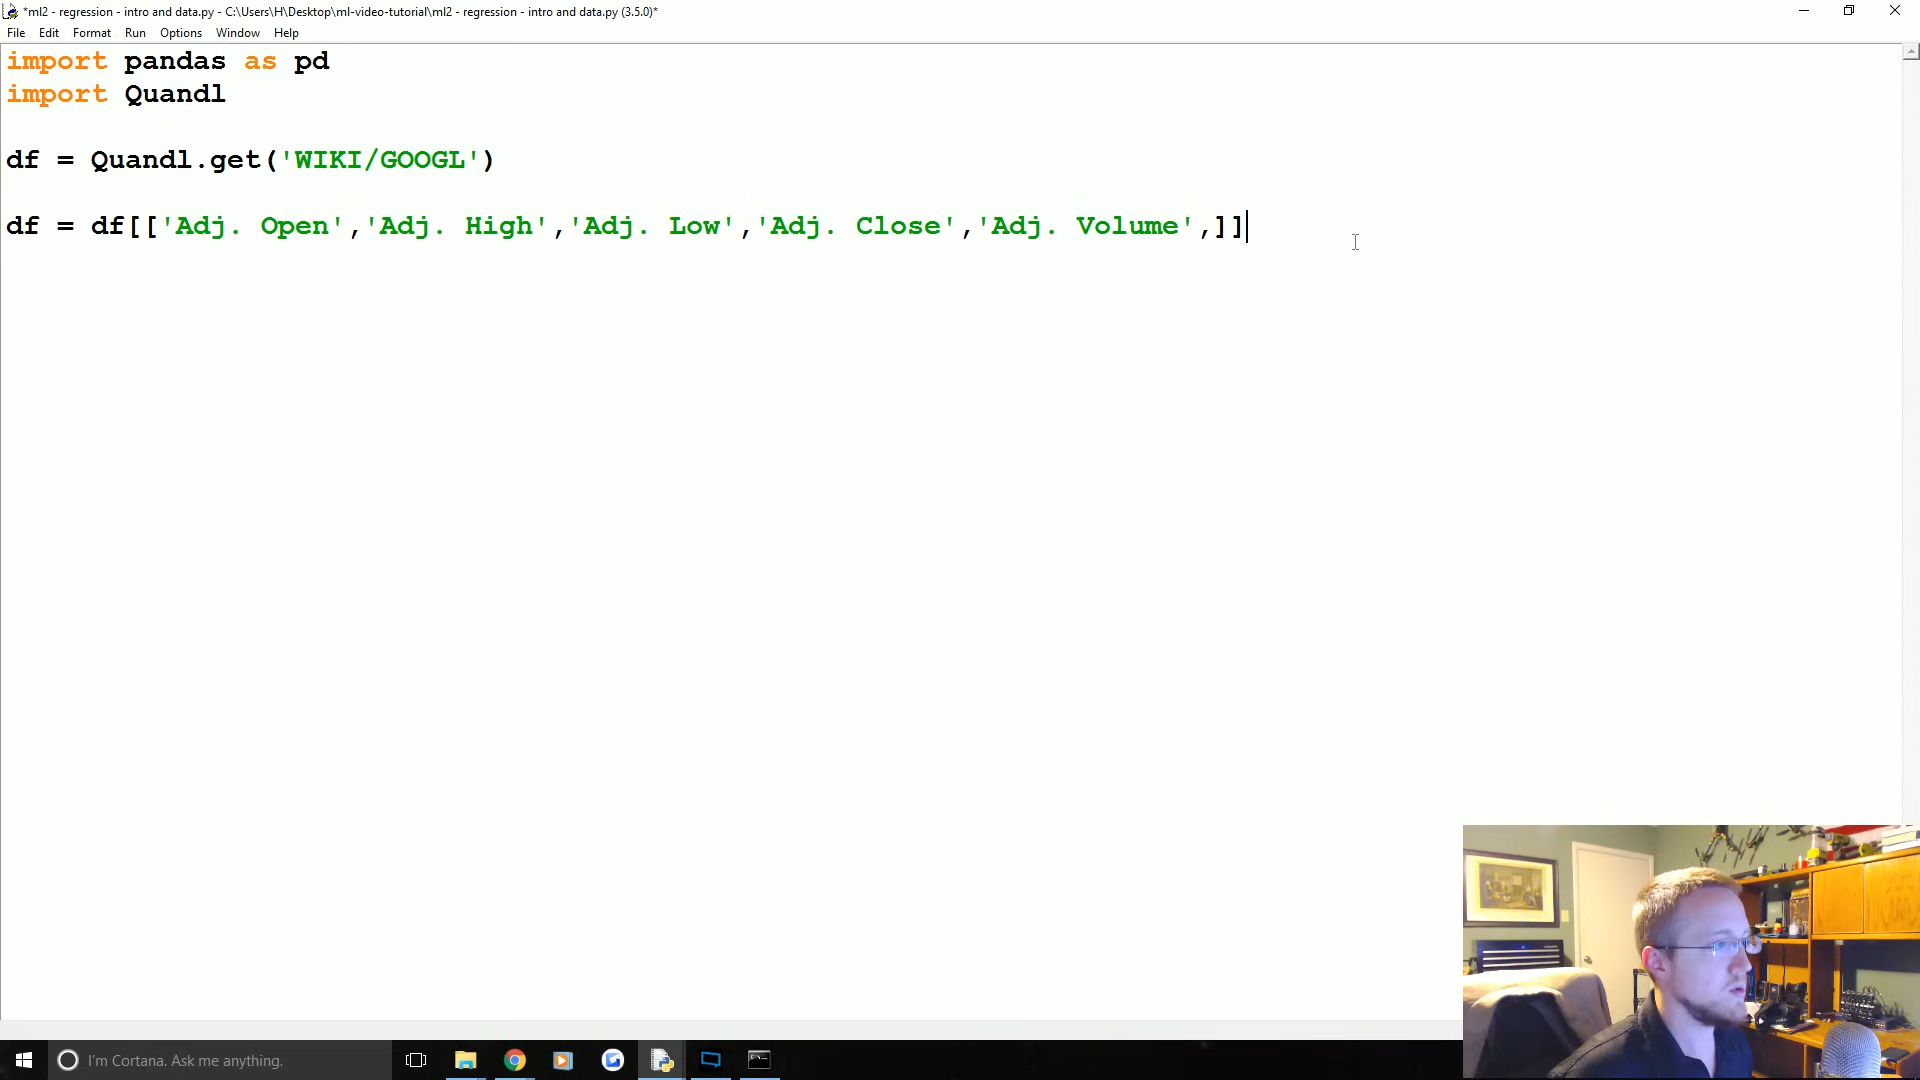 *ml2 - regression - intro and data.py - C:\Users\H\Desktop\ml-video-tutorial\ml2 - regression - intro and data.py (3.5.0)*
File Edit Format Run Options Window Help
import pandas as pd
import Quandl
df = Quandl.get('WIKI/GOOGL')
df = df[['Adj. Open','Adj. High','Adj. Low','Adj. Close','Adj. Volume',]]
I'm Cortana. Ask me anything.